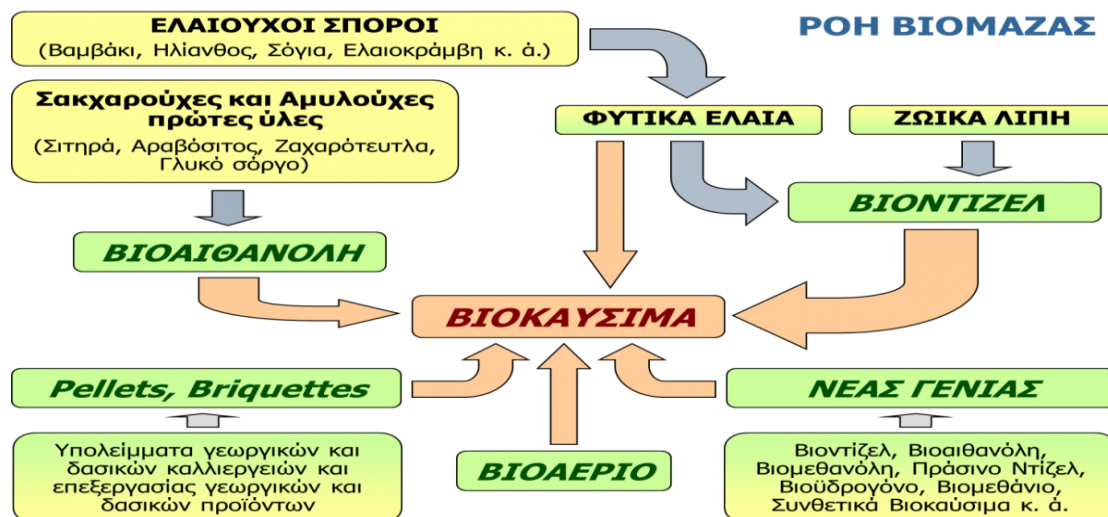 ΕΛΑΙΟΥΧΟΙ ΣΠΟΡΟΙ
(Βαμβάκι, Ηλίανθος, Σόγια, Ελαιοκράμβη κ. ά.)
ΡΟΗ ΒΙΟΜΑΖΑΣ
Σακχαρούχες και Αμυλούχες
πρώτες ύλες
(Σιτηρά, Αραβόσιτος, Ζαχαρότευτλα,
Γλυκό σόργο)
ΦΥΤΙΚΑ ΕΛΑΙΑ
ΖΩΙΚΑ ΛΙΠΗ
ΒΙΟΝΤΙΖΕΛ
ΒΙΟΑΙΘΑΝΟΛΗ
ΒΙΟΚΑΥΣΙΜΑ
Pellets, Briquettes
ΝΕΑΣ ΓΕΝΙΑΣ
Υπολείμματα γεωργικών και
δασικών καλλιεργειών και
επεξεργασίας γεωργικών και
δασικών προϊόντων
ΒΙΟΑΕΡΙΟ
Βιοντίζελ, Βιοαιθανόλη,
Βιομεθανόλη, Πράσινο Ντίζελ,
Βιοϋδρογόνο, Βιομεθάνιο,
Συνθετικά Βιοκαύσιμα κ. ά.